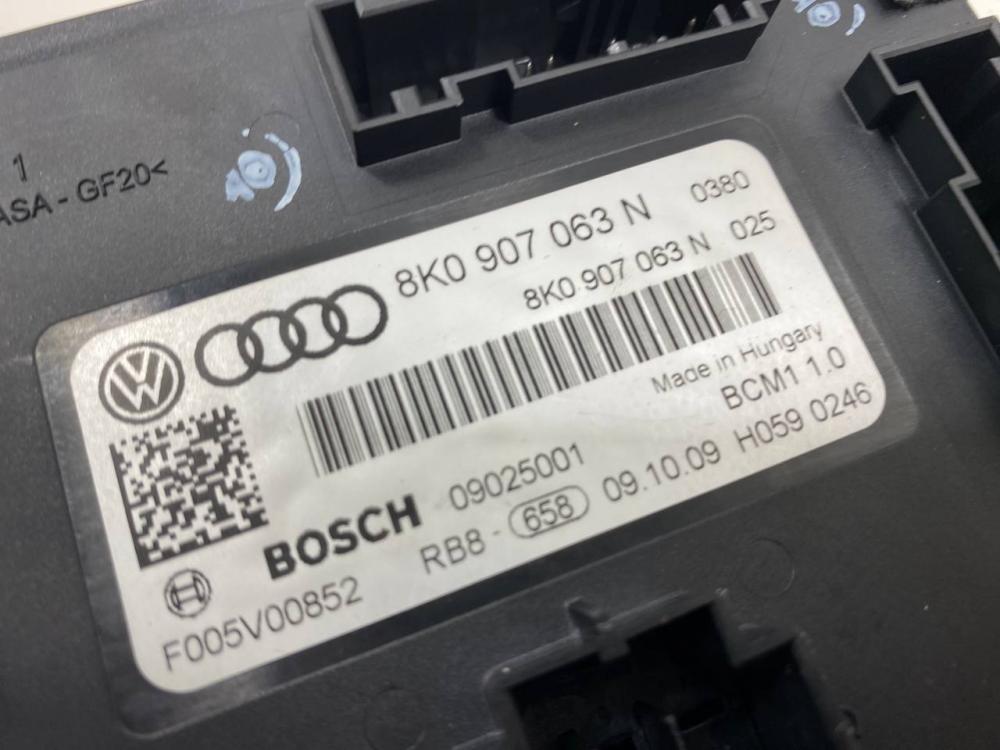 1
ASA - GF20<
8K0 907 063 N 0380
8K0 907 063 N 025
Made in Hungary
BCM1 1.0
BOSCH 09025001
RB8 - 658 09.10.09 H059 0246
F005V00852